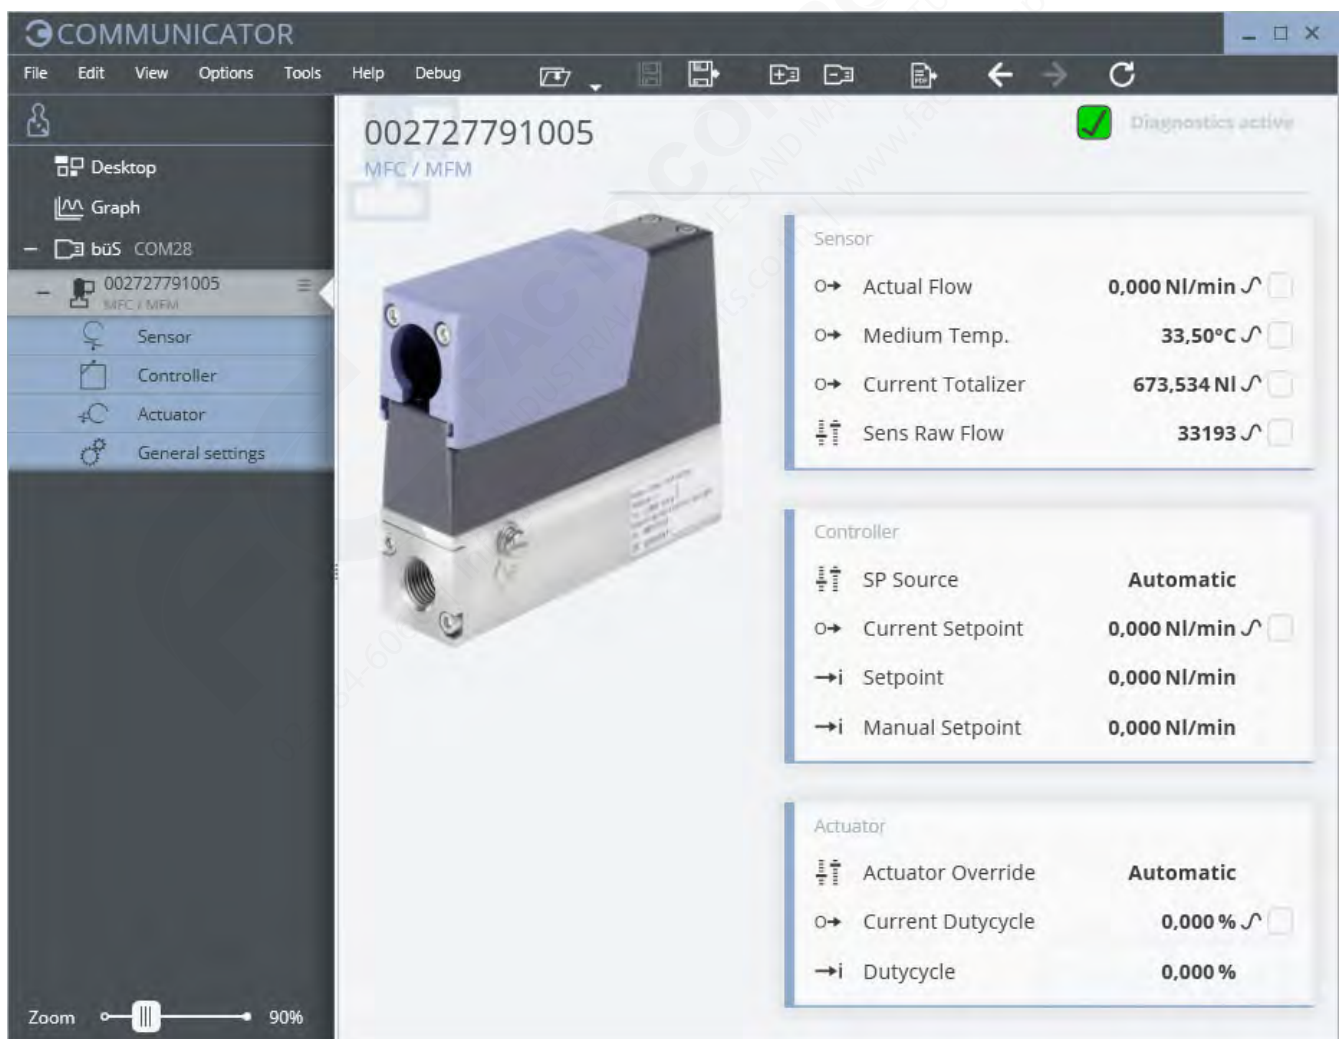 COMMUNICATOR
File Edit View Options Tools Help Debug
002727791005
MFC / MFM
Diagnostics active
Desktop
Graph
büS COM28
002727791005
MFC / MFM
Sensor
Controller
Actuator
General settings
Sensor
Actual Flow 0,000 Nl/min
Medium Temp. 33,50°C
Current Totalizer 673,534 Nl
Sens Raw Flow 33193
Controller
SP Source Automatic
Current Setpoint 0,000 Nl/min
Setpoint 0,000 Nl/min
Manual Setpoint 0,000 Nl/min
Actuator
Actuator Override Automatic
Current Dutycycle 0,000 %
Dutycycle 0,000 %
Zoom 90%